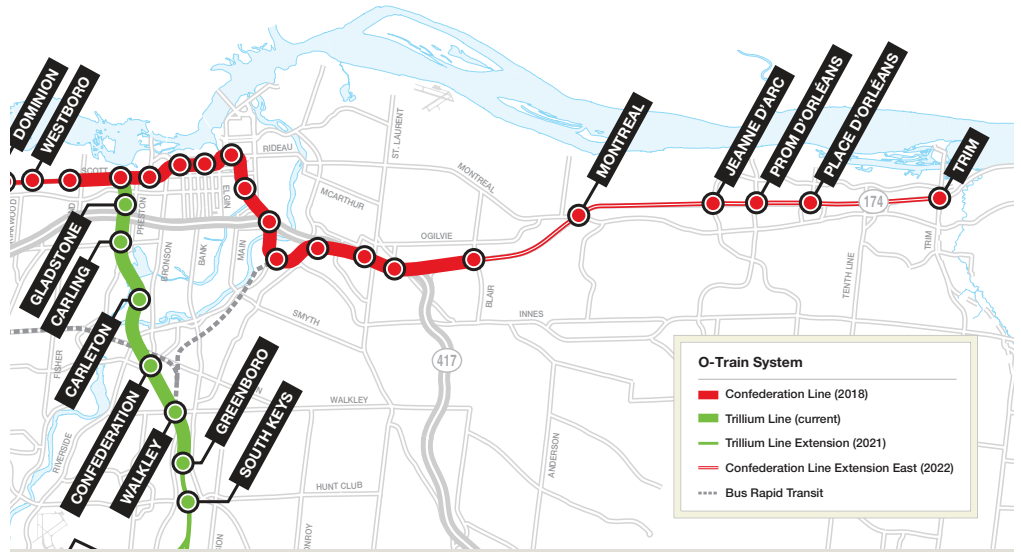 DOMINION
WESTBORO
MONTREAL
JEANNE D'ARC
PROM D'ORLÉANS
PLACE D'ORLÉANS
TRIM
ST. LAURENT
RIDEAU
SCOTT
MONTREAL
MCARTHUR
ELGIN
PRESTON
BRONSON
BANK
MAIN
OGILVIE
174
TRIM
TENTH LINE
BLAIR
INNES
SMYTH
417
GLADSTONE
CARLING
CARLETON
CONFEDERATION
WALKLEY
GREENBORO
SOUTH KEYS
FISHER
RIVERSIDE
WALKLEY
HUNT CLUB
ANDERSON
O-Train System
Confederation Line (2018)
Trillium Line (current)
Trillium Line Extension (2021)
Confederation Line Extension East (2022)
Bus Rapid Transit